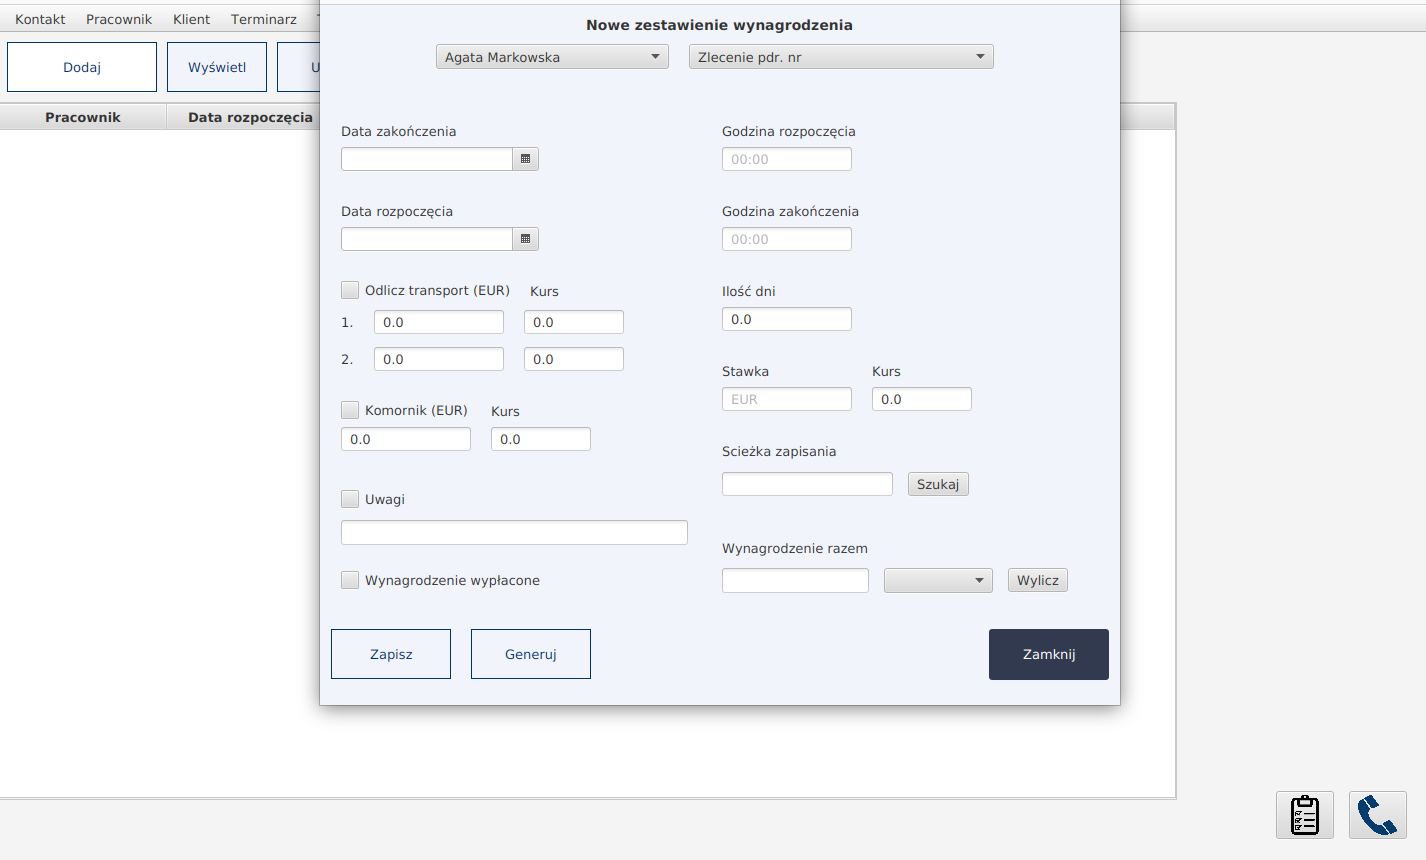 Kontakt Pracownik Klient Terminarz
Dodaj Wyświetl U
Pracownik Data rozpoczęcia
Nowe zestawienie wynagrodzenia
Agata Markowska Zlecenie pdr. nr
Data zakończenia Godzina rozpoczęcia
00:00
Data rozpoczęcia Godzina zakończenia
00:00
Odlicz transport (EUR) Kurs Ilość dni
1. 0.0 0.0 0.0
2. 0.0 0.0
Stawka Kurs
EUR 0.0
Komornik (EUR) Kurs
0.0 0.0
Scieżka zapisania
Szukaj
Uwagi
Wynagrodzenie razem
Wynagrodzenie wypłacone Wylicz
Zapisz Generuj Zamknij